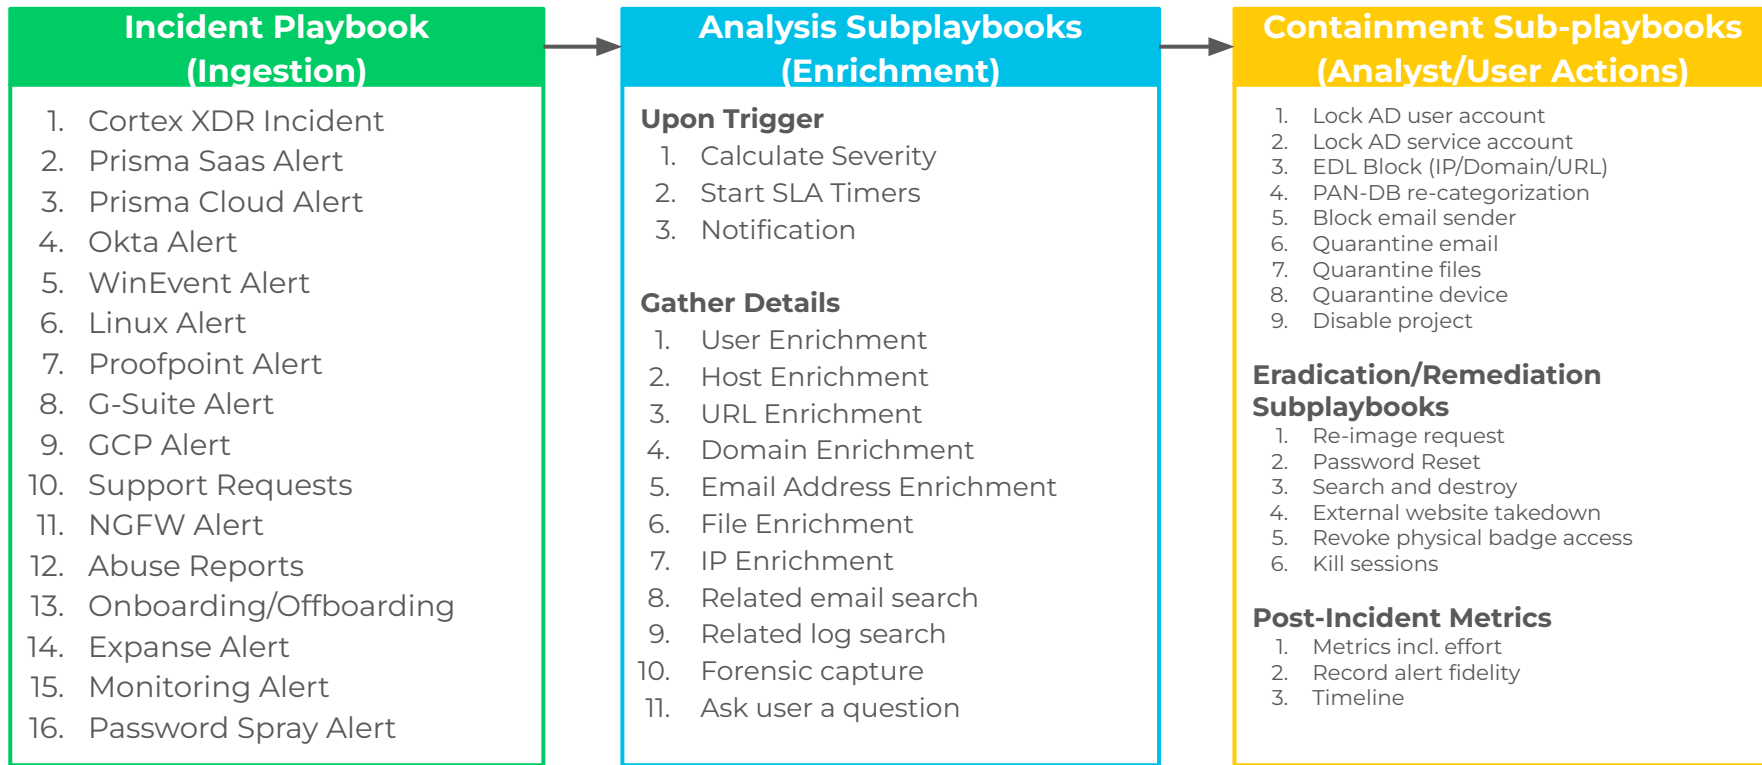 Incident Playbook
(Ingestion)
1. Cortex XDR Incident
2. Prisma Saas Alert
3. Prisma Cloud Alert
4. Okta Alert
5. WinEvent Alert
6. Linux Alert
7. Proofpoint Alert
8. G-Suite Alert
9. GCP Alert
10. Support Requests
11. NGFW Alert
12. Abuse Reports
13. Onboarding/Offboarding
14. Expanse Alert
15. Monitoring Alert
16. Password Spray Alert
Analysis Subplaybooks
(Enrichment)
Upon Trigger
1. Calculate Severity
2. Start SLA Timers
3. Notification
Gather Details
1. User Enrichment
2. Host Enrichment
3. URL Enrichment
4. Domain Enrichment
5. Email Address Enrichment
6. File Enrichment
7. IP Enrichment
8. Related email search
9. Related log search
10. Forensic capture
11. Ask user a question
Containment Sub-playbooks
(Analyst/User Actions)
1. Lock AD user account
2. Lock AD service account
3. EDL Block (IP/Domain/URL)
4. PAN-DB re-categorization
5. Block email sender
6. Quarantine email
7. Quarantine files
8. Quarantine device
9. Disable project
Eradication/Remediation
Subplaybooks
1. Re-image request
2. Password Reset
3. Search and destroy
4. External website takedown
5. Revoke physical badge access
6. Kill sessions
Post-Incident Metrics
1. Metrics incl. effort
2. Record alert fidelity
3. Timeline